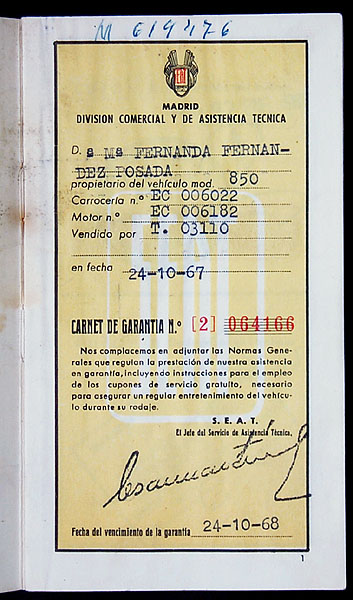 M 619476
SEAT
MADRID
DIVISION COMERCIAL Y DE ASISTENCIA TECNICA
D. ª Mª FERNANDA FERNAN-
DEZ POSADA
propietario del vehículo mod. 850
Carrocería n.º EC 006022
Motor n.º EC 006182
Vendido por T. 03110
en fecha 24-10-67
CARNET DE GARANTIA N.º [2] 064166
Nos complacemos en adjuntar las Normas Gene-
rales que regulan la prestación de nuestra asistencia
en garantía, incluyendo instrucciones para el empleo
de los cupones de servicio gratuíto, necesario
para asegurar un regular entretenimiento del vehícu-
lo durante su rodaje.
S. E. A. T.
El Jefe del Servicio de Asistencia Técnica,
Fecha del vencimiento de la garantía 24-10-68
1